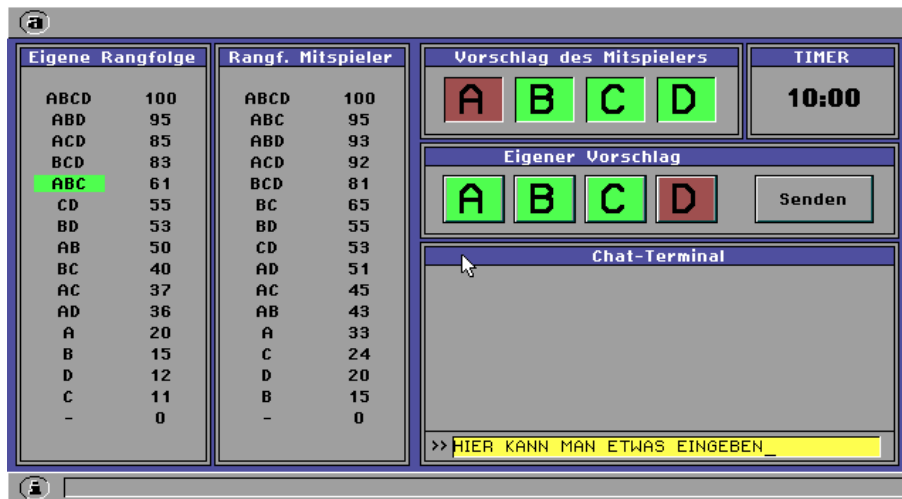 a
Eigene Rangfolge
ABCD 100
ABD 95
ACD 85
BCD 83
ABC 61
CD 55
BD 53
AB 50
BC 40
AC 37
AD 36
A 20
B 15
D 12
C 11
- 0
Rangf. Mitspieler
ABCD 100
ABC 95
ABD 93
ACD 92
BCD 81
BC 65
BD 55
CD 53
AD 51
AC 45
AB 43
A 33
C 24
D 20
B 15
- 0
Vorschlag des Mitspielers
A B C D
TIMER
10:00
Eigener Vorschlag
A B C D Senden
Chat-Terminal
>> HIER KANN MAN ETWAS EINGEBEN_
i